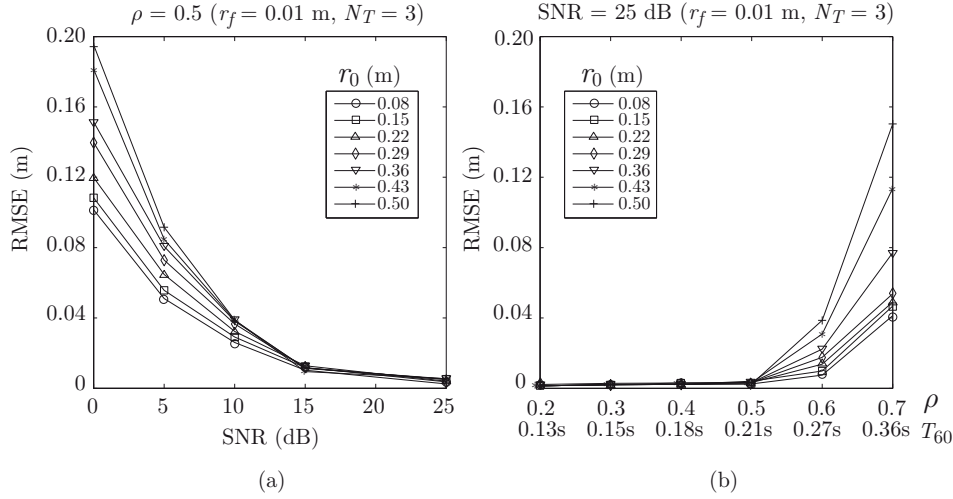 ρ = 0.5 (r_f = 0.01 m, N_T = 3)
0.20
0.16
0.12
0.08
0.04
0
RMSE (m)
r_0 (m)
0.08
0.15
0.22
0.29
0.36
0.43
0.50
0 5 10 15 20 25
SNR (dB)
(a)
SNR = 25 dB (r_f = 0.01 m, N_T = 3)
0.20
0.16
0.12
0.08
0.04
0
RMSE (m)
r_0 (m)
0.08
0.15
0.22
0.29
0.36
0.43
0.50
0.2 0.3 0.4 0.5 0.6 0.7 ρ
0.13s 0.15s 0.18s 0.21s 0.27s 0.36s T_60
(b)